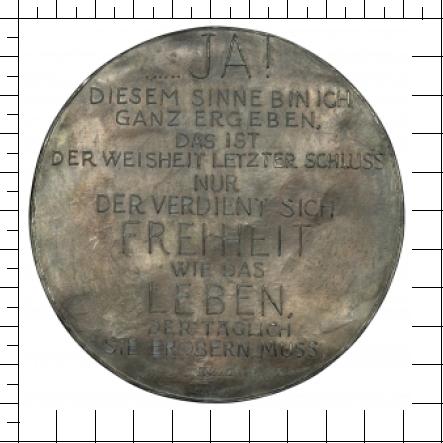 ...... JA!
DIESEM SINNE BIN ICH
GANZ ERGEBEN,
DAS IST
DER WEISHEIT LETZTER SCHLUSS
NUR
DER VERDIENT SICH
FREIHEIT
WIE DAS
LEBEN,
DER TÄGLICH
SIE EROBERN MUSS